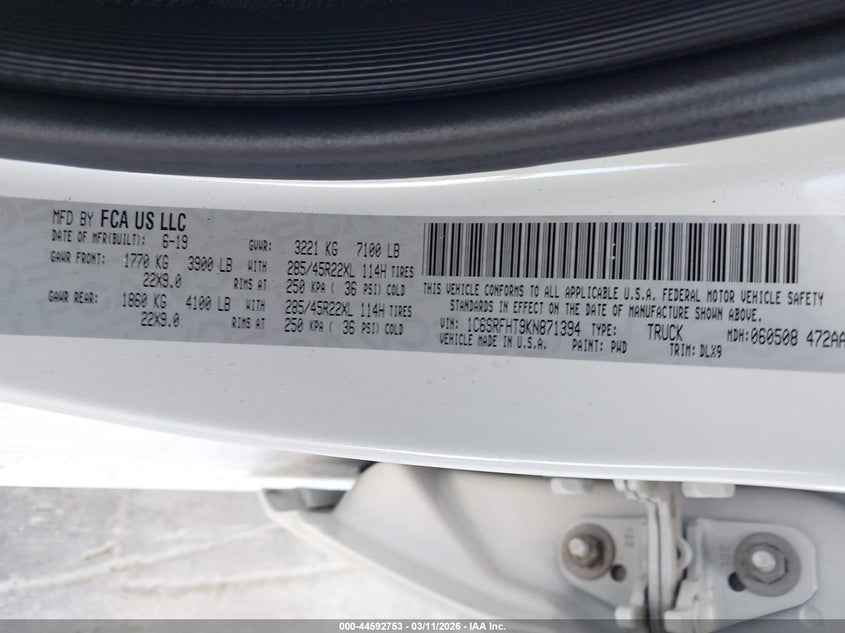 MFD BY FCA US LLC
DATE OF MFR(BUILT): 6-19 GVWR: 3221 KG 7100 LB
GAWR FRONT: 1770 KG 3900 LB WITH 285/45R22XL 114H TIRES
22X9.0 RIMS AT 250 KPA ( 36 PSI) COLD
GAWR REAR: 1860 KG 4100 LB WITH 285/45R22XL 114H TIRES
22X9.0 RIMS AT 250 KPA ( 36 PSI) COLD
THIS VEHICLE CONFORMS TO ALL APPLICABLE U.S.A. FEDERAL MOTOR VEHICLE SAFETY
STANDARDS IN EFFECT ON THE DATE OF MANUFACTURE SHOWN ABOVE.
VIN: 1C6SRFHT9KN871394 TYPE: TRUCK MDH:060508 472AA
VEHICLE MADE IN U.S.A. PAINT: PWD TRIM: DLX9
000-44592753 - 03/11/2026 - IAA Inc.